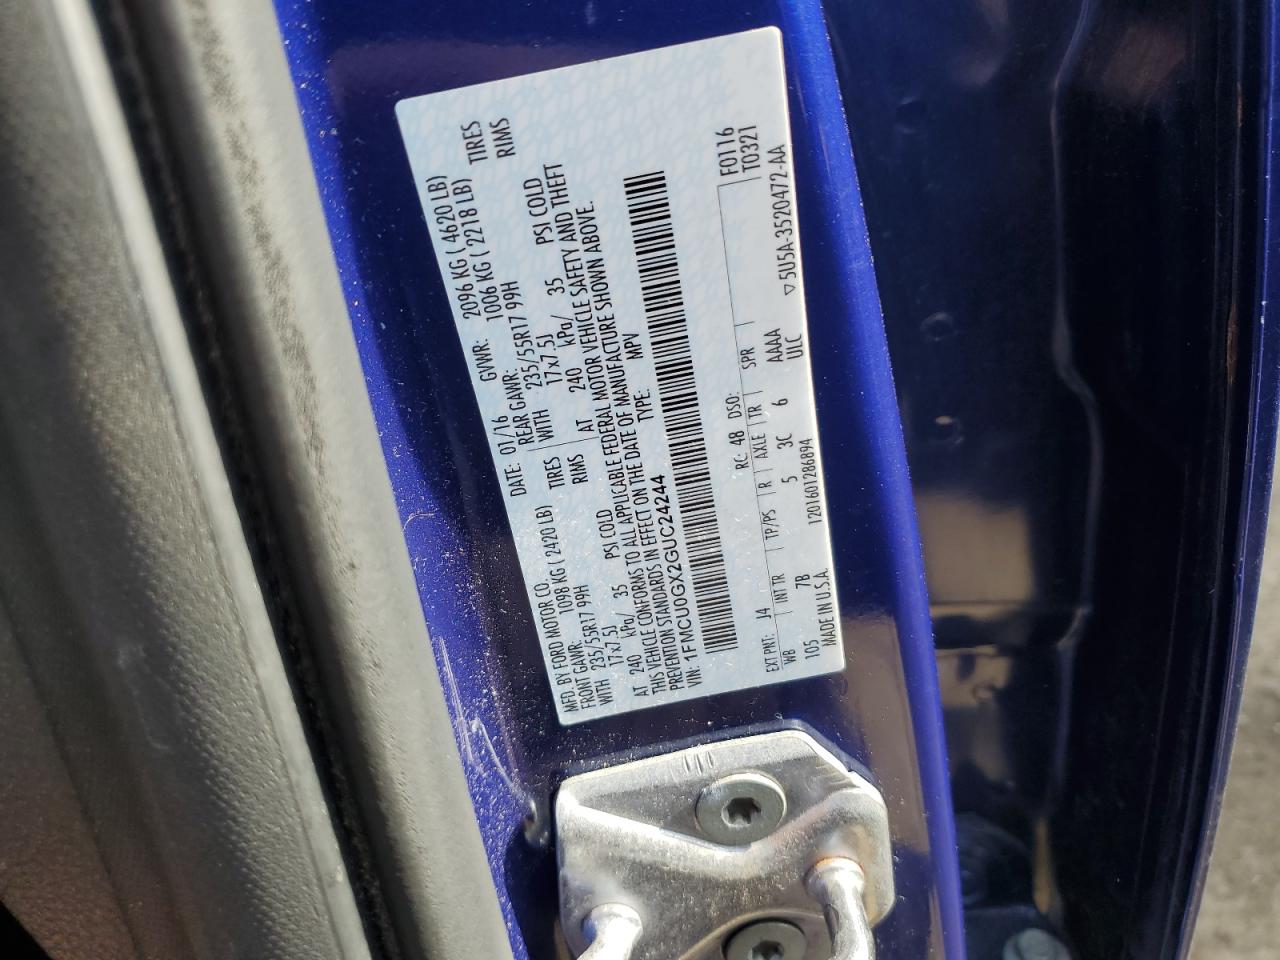 MFD. BY FORD MOTOR CO.
DATE: 01/16 GVWR: 2096 KG ( 4620 LB)
FRONT GAWR: 1098 KG ( 2420 LB) REAR GAWR: 1006 KG ( 2218 LB)
WITH 235/55R17 99H TIRES WITH 235/55R17 99H TIRES
17x7.5J RIMS 17x7.5J RIMS
AT 240 kPa/ 35 PSI COLD AT 240 kPa/ 35 PSI COLD
THIS VEHICLE CONFORMS TO ALL APPLICABLE FEDERAL MOTOR VEHICLE SAFETY AND THEFT
PREVENTION STANDARDS IN EFFECT ON THE DATE OF MANUFACTURE SHOWN ABOVE.
VIN: 1FMCU0GX2GUC24244 TYPE: MPV
F0116
T0321
EXT PNT: J4 RC: 48 DSO:
WB INT TR TP/PS R AXLE TR SPR
105 7B 5 3C 6 AAAA
ULC
MADE IN U.S.A. 1201601286894 ▽5U5A-3520472-AA